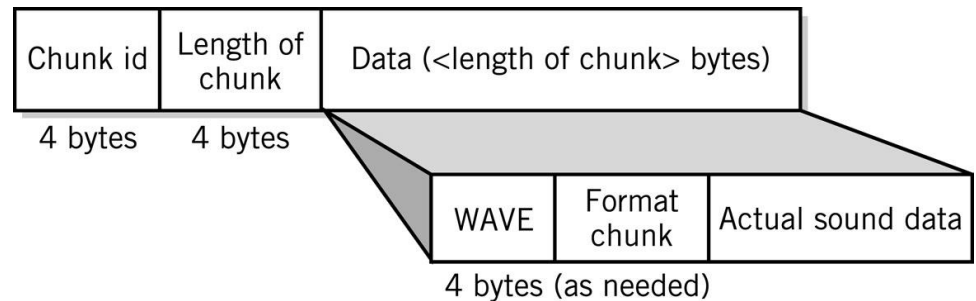 Chunk id
Length of
chunk
Data (<length of chunk> bytes)
4 bytes
4 bytes
WAVE
Format
chunk
Actual sound data
4 bytes (as needed)